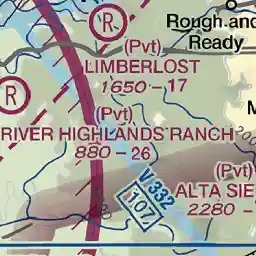 R
Rough and
Ready
(Pvt)
LIMBERLOST
1650 - 17
R
(Pvt)
RIVER HIGHLANDS RANCH
880 - 26
(Pvt)
ALTA SIE
2280 -
V 332
107